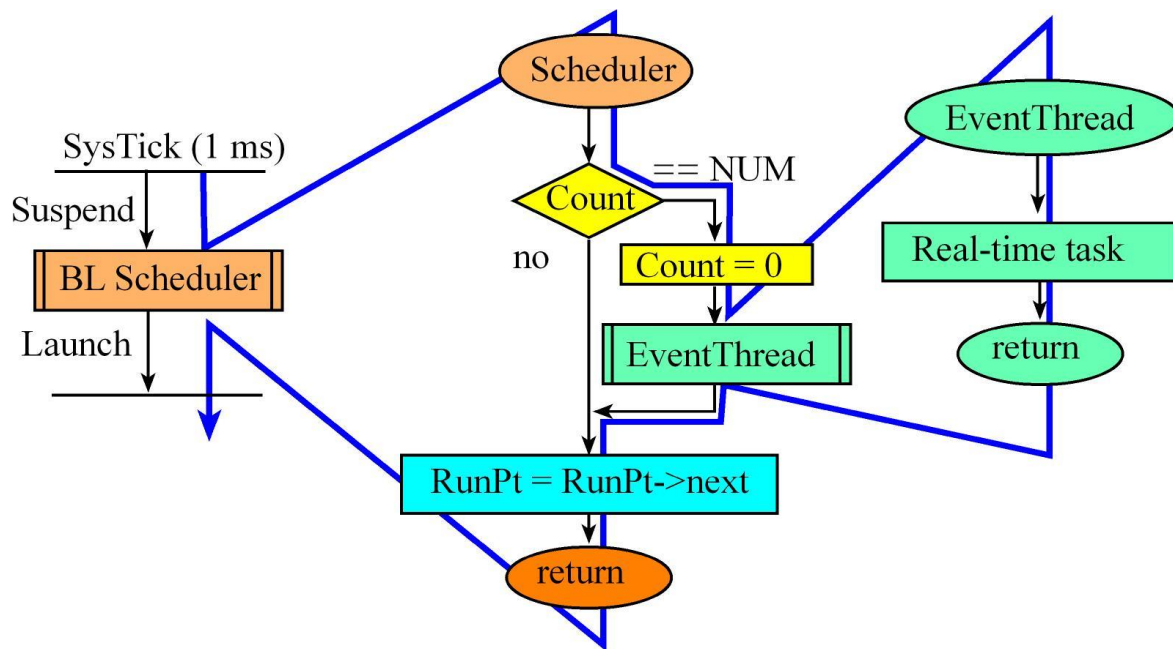 Scheduler
EventThread
SysTick (1 ms)
== NUM
Suspend
Count
no
Count = 0
Real-time task
BL Scheduler
Launch
EventThread
return
RunPt = RunPt->next
return